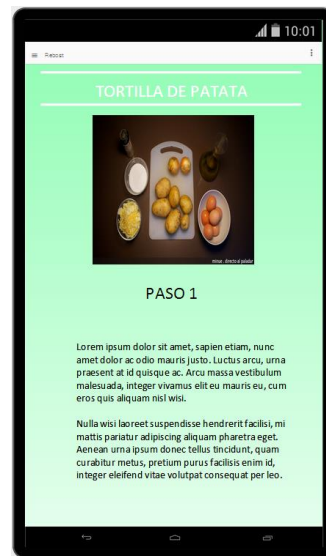 10:01
TORTILLA DE PATATA
PASO 1
Lorem ipsum dolor sit amet, sapien etiam, nunc
amet dolor ac odio mauris justo. Luctus arcu, urna
praesent at id quisque ac. Arcu massa vestibulum
malesuada, integer vivamus elit eu mauris eu, cum
eros quis aliquam nisl wisi.
Nulla wisi laoreet suspendisse hendrerit facilisi, mi
mattis pariatur adipiscing aliquam pharetra eget.
Aenean urna ipsum donec tellus tincidunt, quam
curabitur metus, pretium purus facilisis enim id,
integer eleifend vitae volutpat consequat per leo.